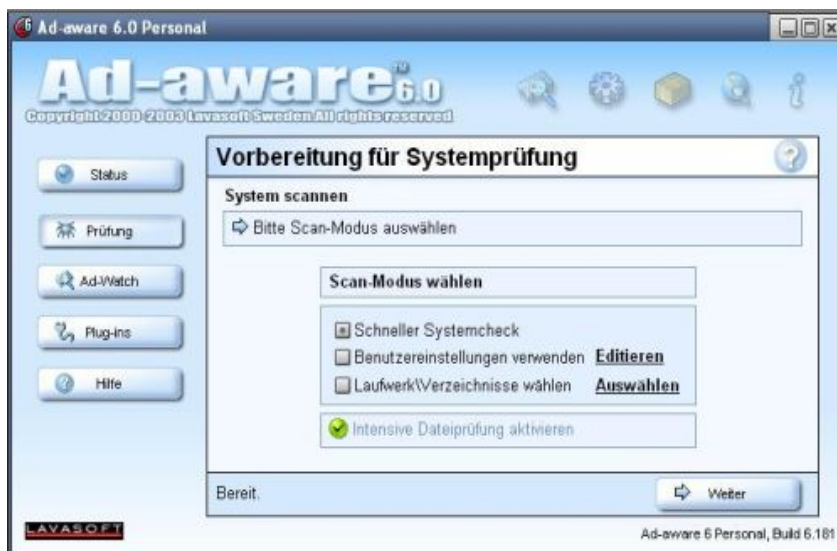 Ad-aware 6.0 Personal
Ad-aware 6.0
Copyright 2000-2003 Lavasoft Sweden. All rights reserved
Status
Prüfung
Ad-Watch
Plug-ins
Hilfe
Vorbereitung für Systemprüfung
System scannen
Bitte Scan-Modus auswählen
Scan-Modus wählen
Schneller Systemcheck
Benutzereinstellungen verwenden Editieren
Laufwerk\Verzeichnisse wählen Auswählen
Intensive Dateiprüfung aktivieren
Bereit.
Weiter
LAVASOFT
Ad-aware 6 Personal, Build 6.181